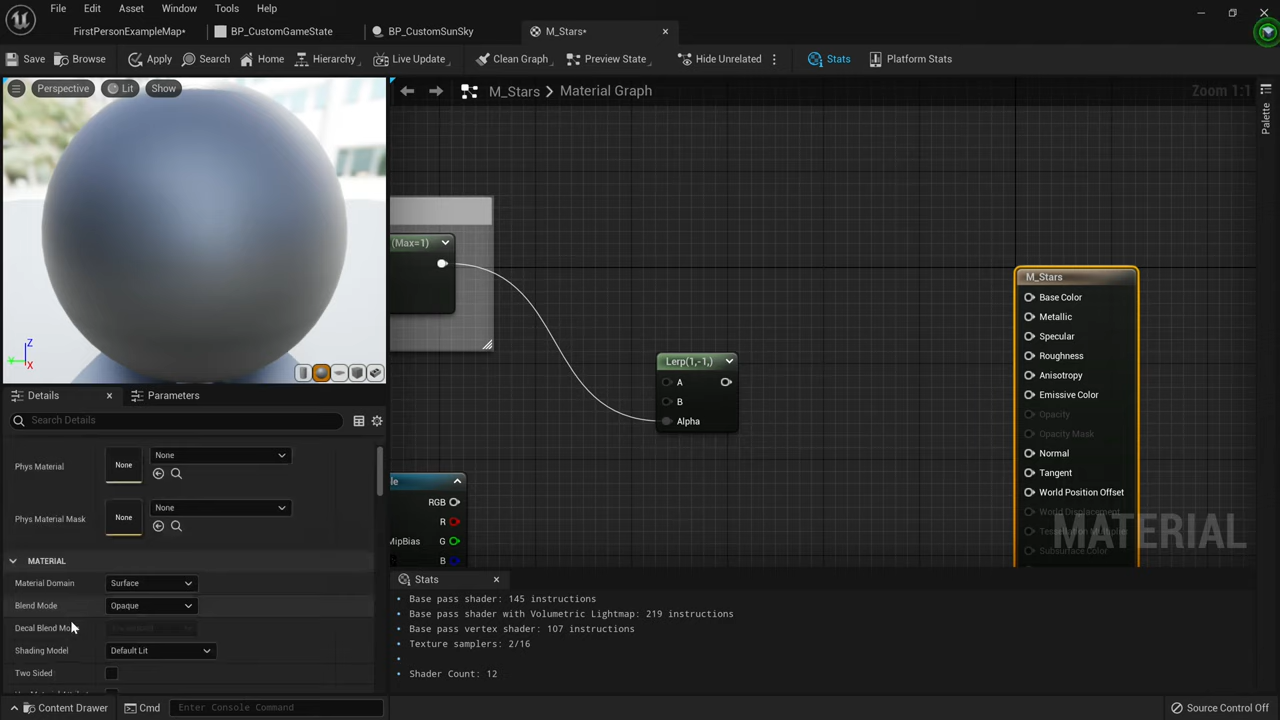 File Edit Asset Window Tools Help
FirstPersonExampleMap* BP_CustomGameState BP_CustomSunSky M_Stars*
Save Browse Apply Search Home Hierarchy Live Update Clean Graph Preview State Hide Unrelated Stats Platform Stats
Perspective Lit Show
M_Stars > Material Graph Zoom 1:1
Palette
(Max=1)
Z
Y
X
M_Stars
Base Color
Metallic
Specular
Roughness
Anisotropy
Emissive Color
Opacity
Opacity Mask
Normal
Tangent
World Position Offset
World Displacement
Tessellation Multiplier
Subsurface Color
MATERIAL
Lerp(1,-1,)
A
B
Alpha
RGB
R
MipBias G
B
Details Parameters
Search Details
Phys Material None None
Phys Material Mask None None
MATERIAL
Material Domain Surface
Blend Mode Opaque
Decal Blend
Shading Model Default Lit
Two Sided
Stats
Base pass shader: 145 instructions
Base pass shader with Volumetric Lightmap: 219 instructions
Base pass vertex shader: 107 instructions
Texture samplers: 2/16
Shader Count: 12
Content Drawer Cmd Enter Console Command Source Control Off